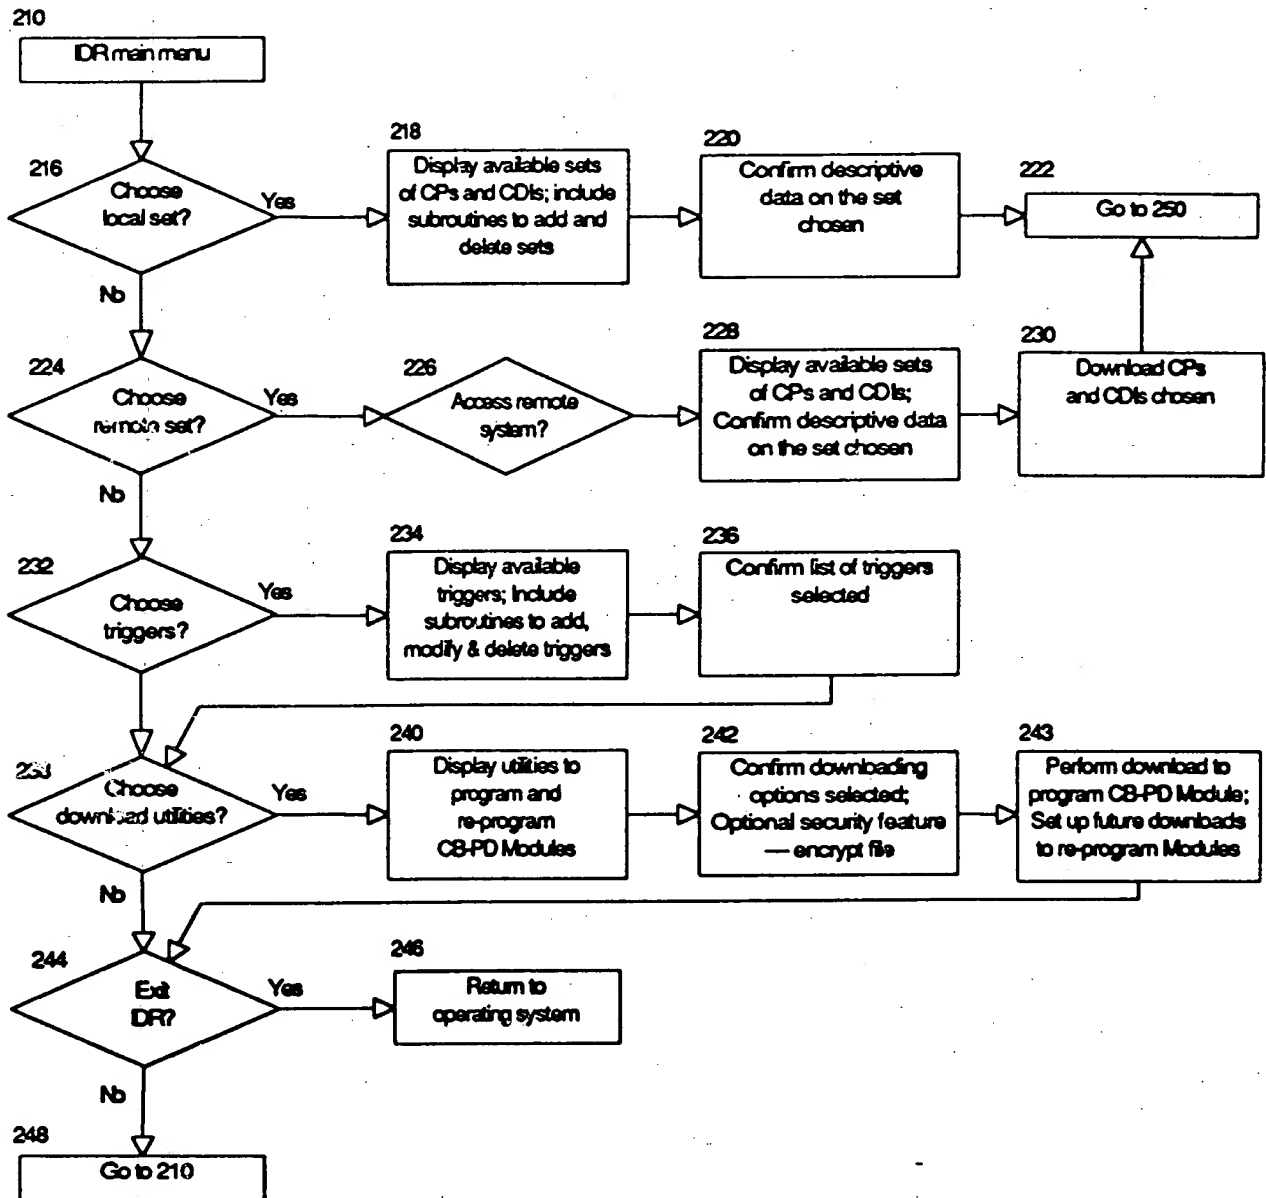 210
IDR main menu
216
Choose
local set?
Yes
No
218
Display available sets
of CPs and CDIs; include
subroutines to add and
delete sets
220
Confirm descriptive
data on the set
chosen
222
Go to 250
224
Choose
remote set?
Yes
No
226
Access remote
system?
228
Display available sets
of CPs and CDIs;
Confirm descriptive data
on the set chosen
230
Download CPs
and CDIs chosen
232
Choose
triggers?
Yes
234
Display available
triggers; Include
subroutines to add,
modify & delete triggers
236
Confirm list of triggers
selected
Choose
download utilities?
Yes
No
240
Display utilities to
program and
re-program
CB-PD Modules
242
Confirm downloading
options selected;
Optional security feature
— encrypt file
243
Perform download to
program CB-PD Module;
Set up future downloads
to re-program Modules
244
Exit
IDR?
Yes
No
246
Return to
operating system
248
Go to 210